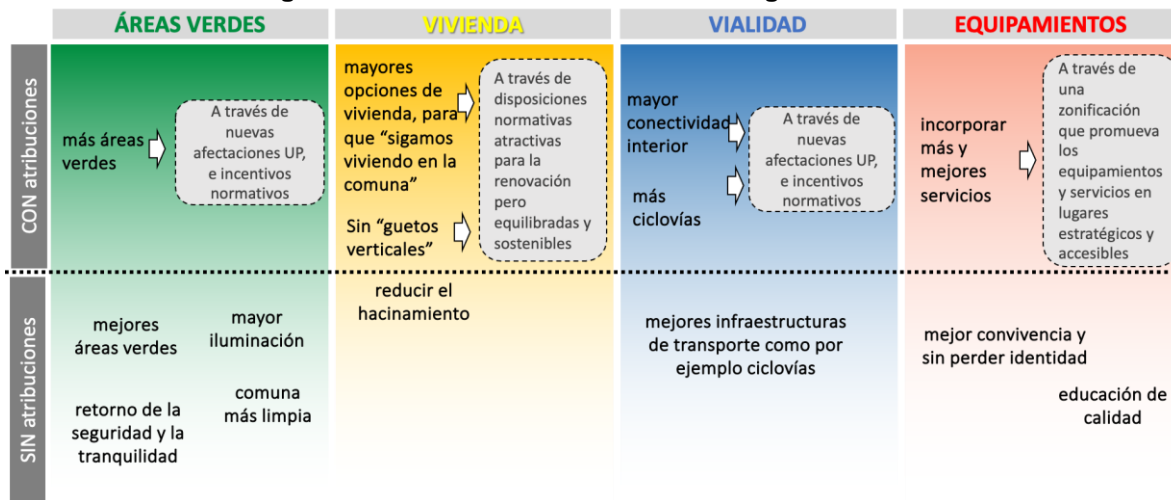 ÁREAS VERDES
VIVIENDA
VIALIDAD
EQUIPAMIENTOS
CON atribuciones
más áreas
verdes
A través de
nuevas
afectaciones UP,
e incentivos
normativos
mayores
opciones de
vivienda, para
que “sigamos
viviendo en la
comuna”
Sin “guetos
verticales”
A través de
disposiciones
normativas
atractivas
para la
renovación
pero
equilibradas y
sostenibles
mayor
conectividad
interior
más
ciclovías
A través de
nuevas
afectaciones UP,
e incentivos
normativos
incorporar
más y
mejores
servicios
A través de
una
zonificación
que promueva
los
equipamientos
y servicios en
lugares
estratégicos y
accesibles
SIN atribuciones
mejores
áreas verdes
mayor
iluminación
retorno de la
seguridad y la
tranquilidad
comuna
más limpia
reducir el
hacinamiento
mejores infraestructuras
de transporte como por
ejemplo ciclovías
mejor convivencia y
sin perder identidad
educación de
calidad